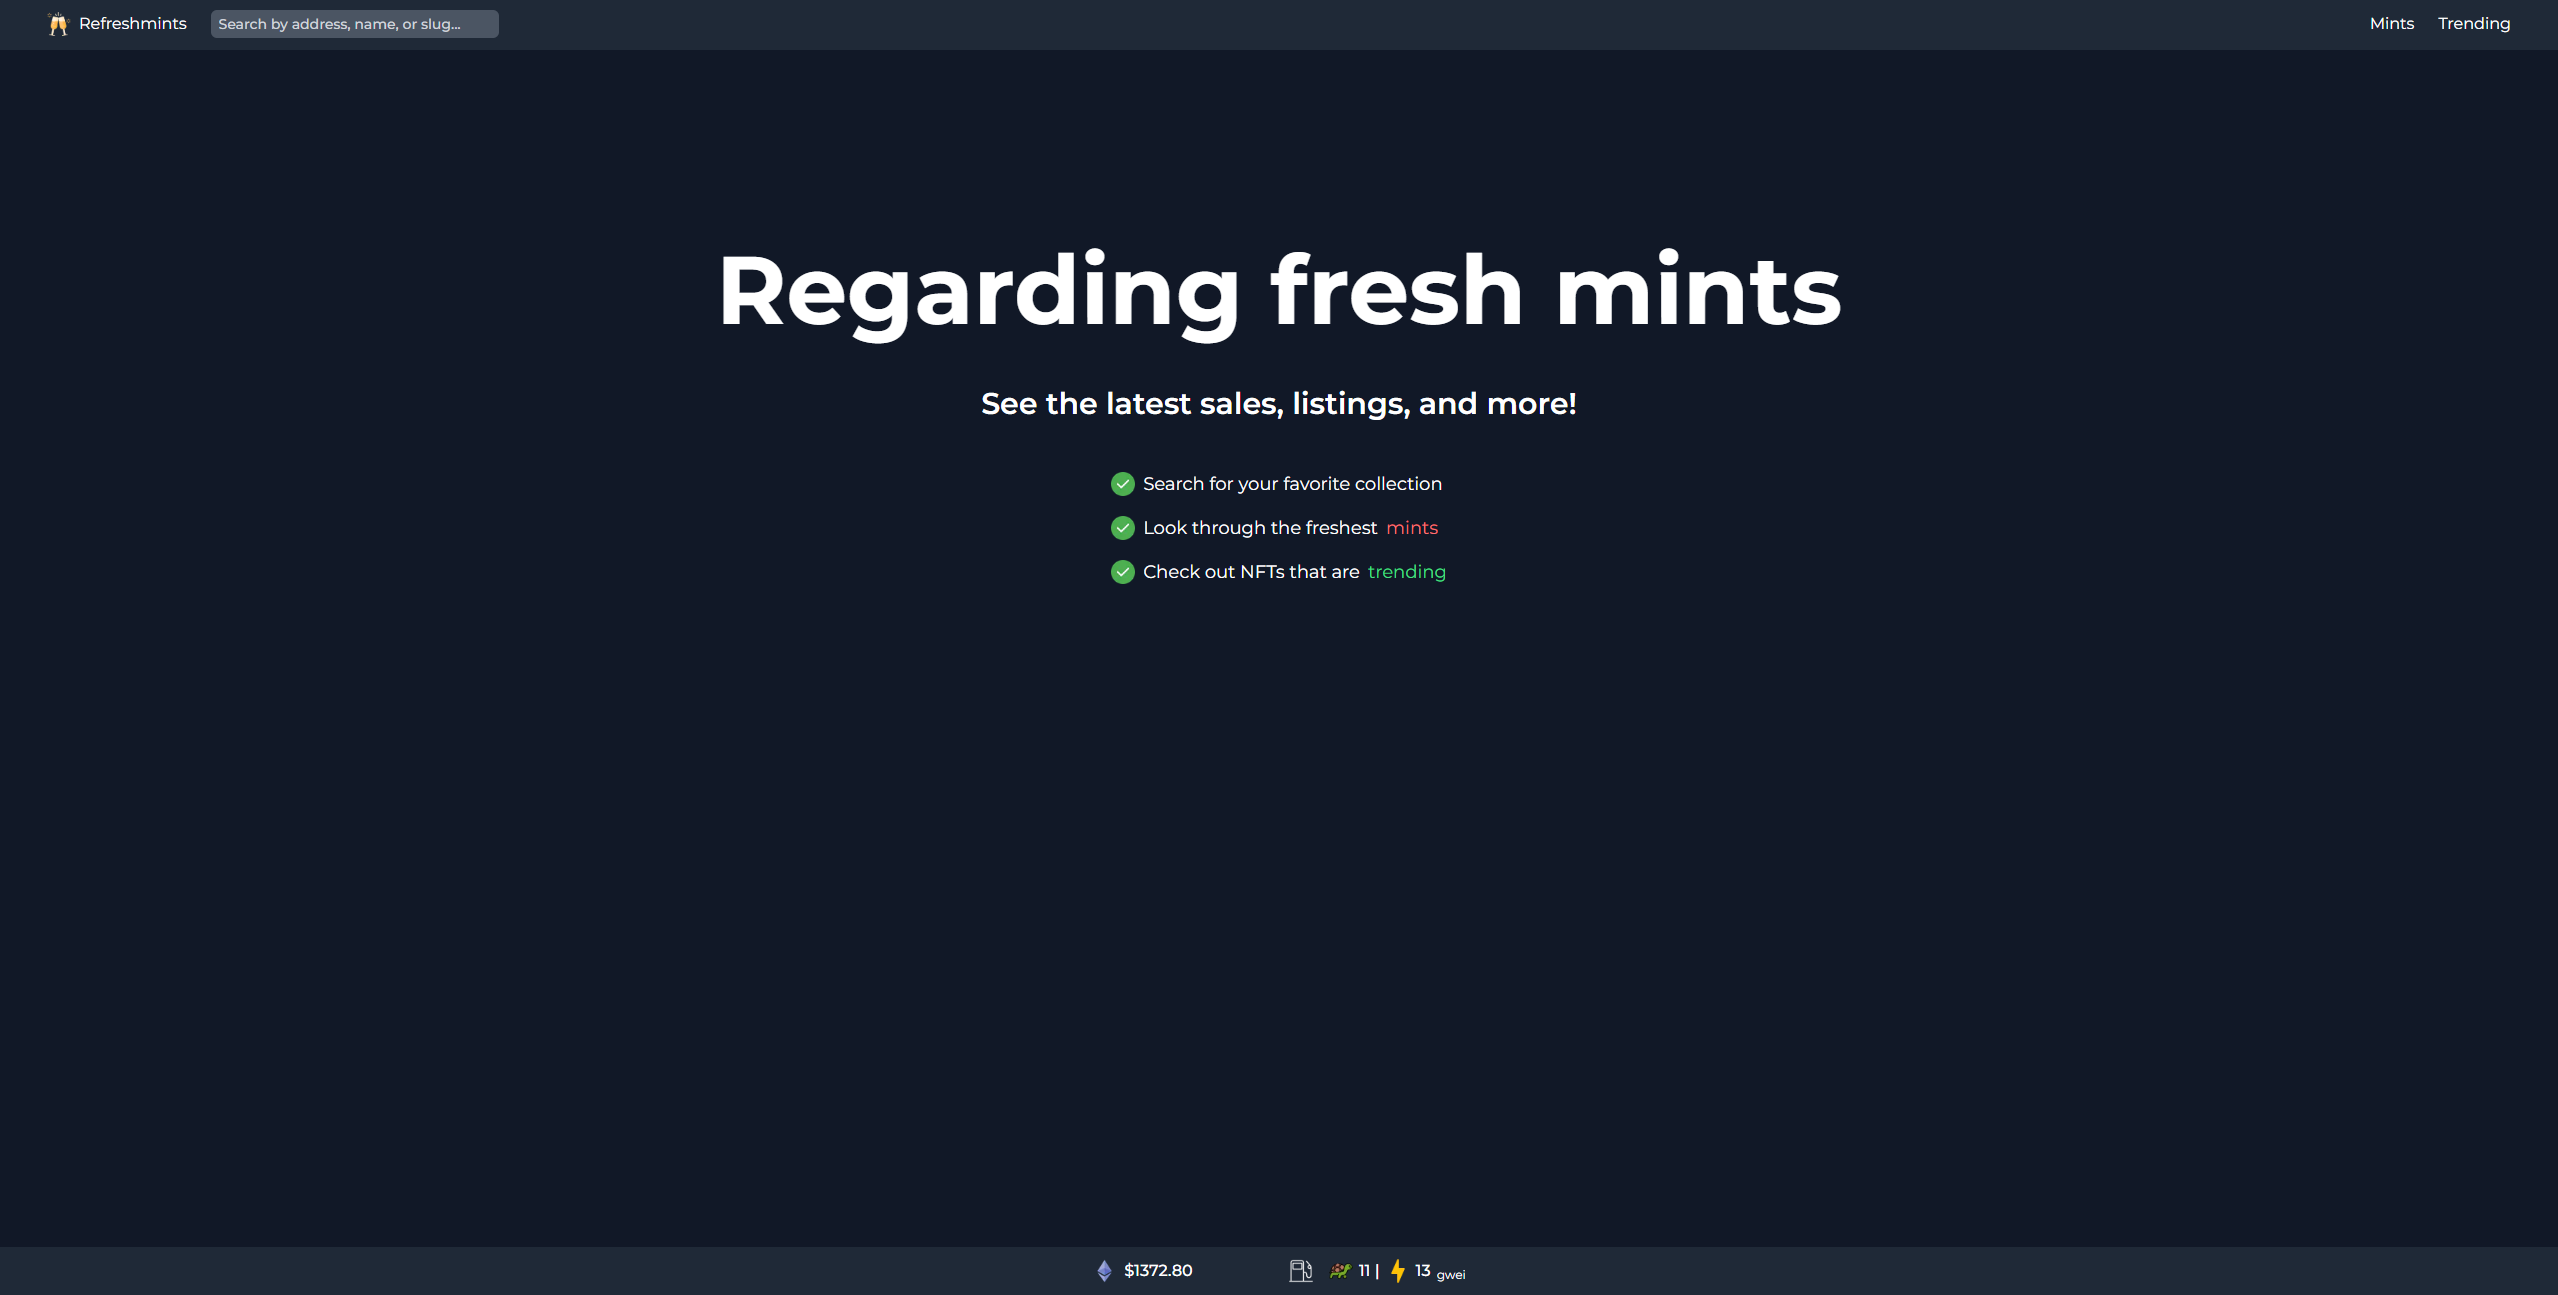 Refreshmints
Search by address, name, or slug...
Mints
Trending
Regarding fresh mints
See the latest sales, listings, and more!
Search for your favorite collection
Look through the freshest mints
Check out NFTs that are trending
$1372.80
11 | 13 gwei